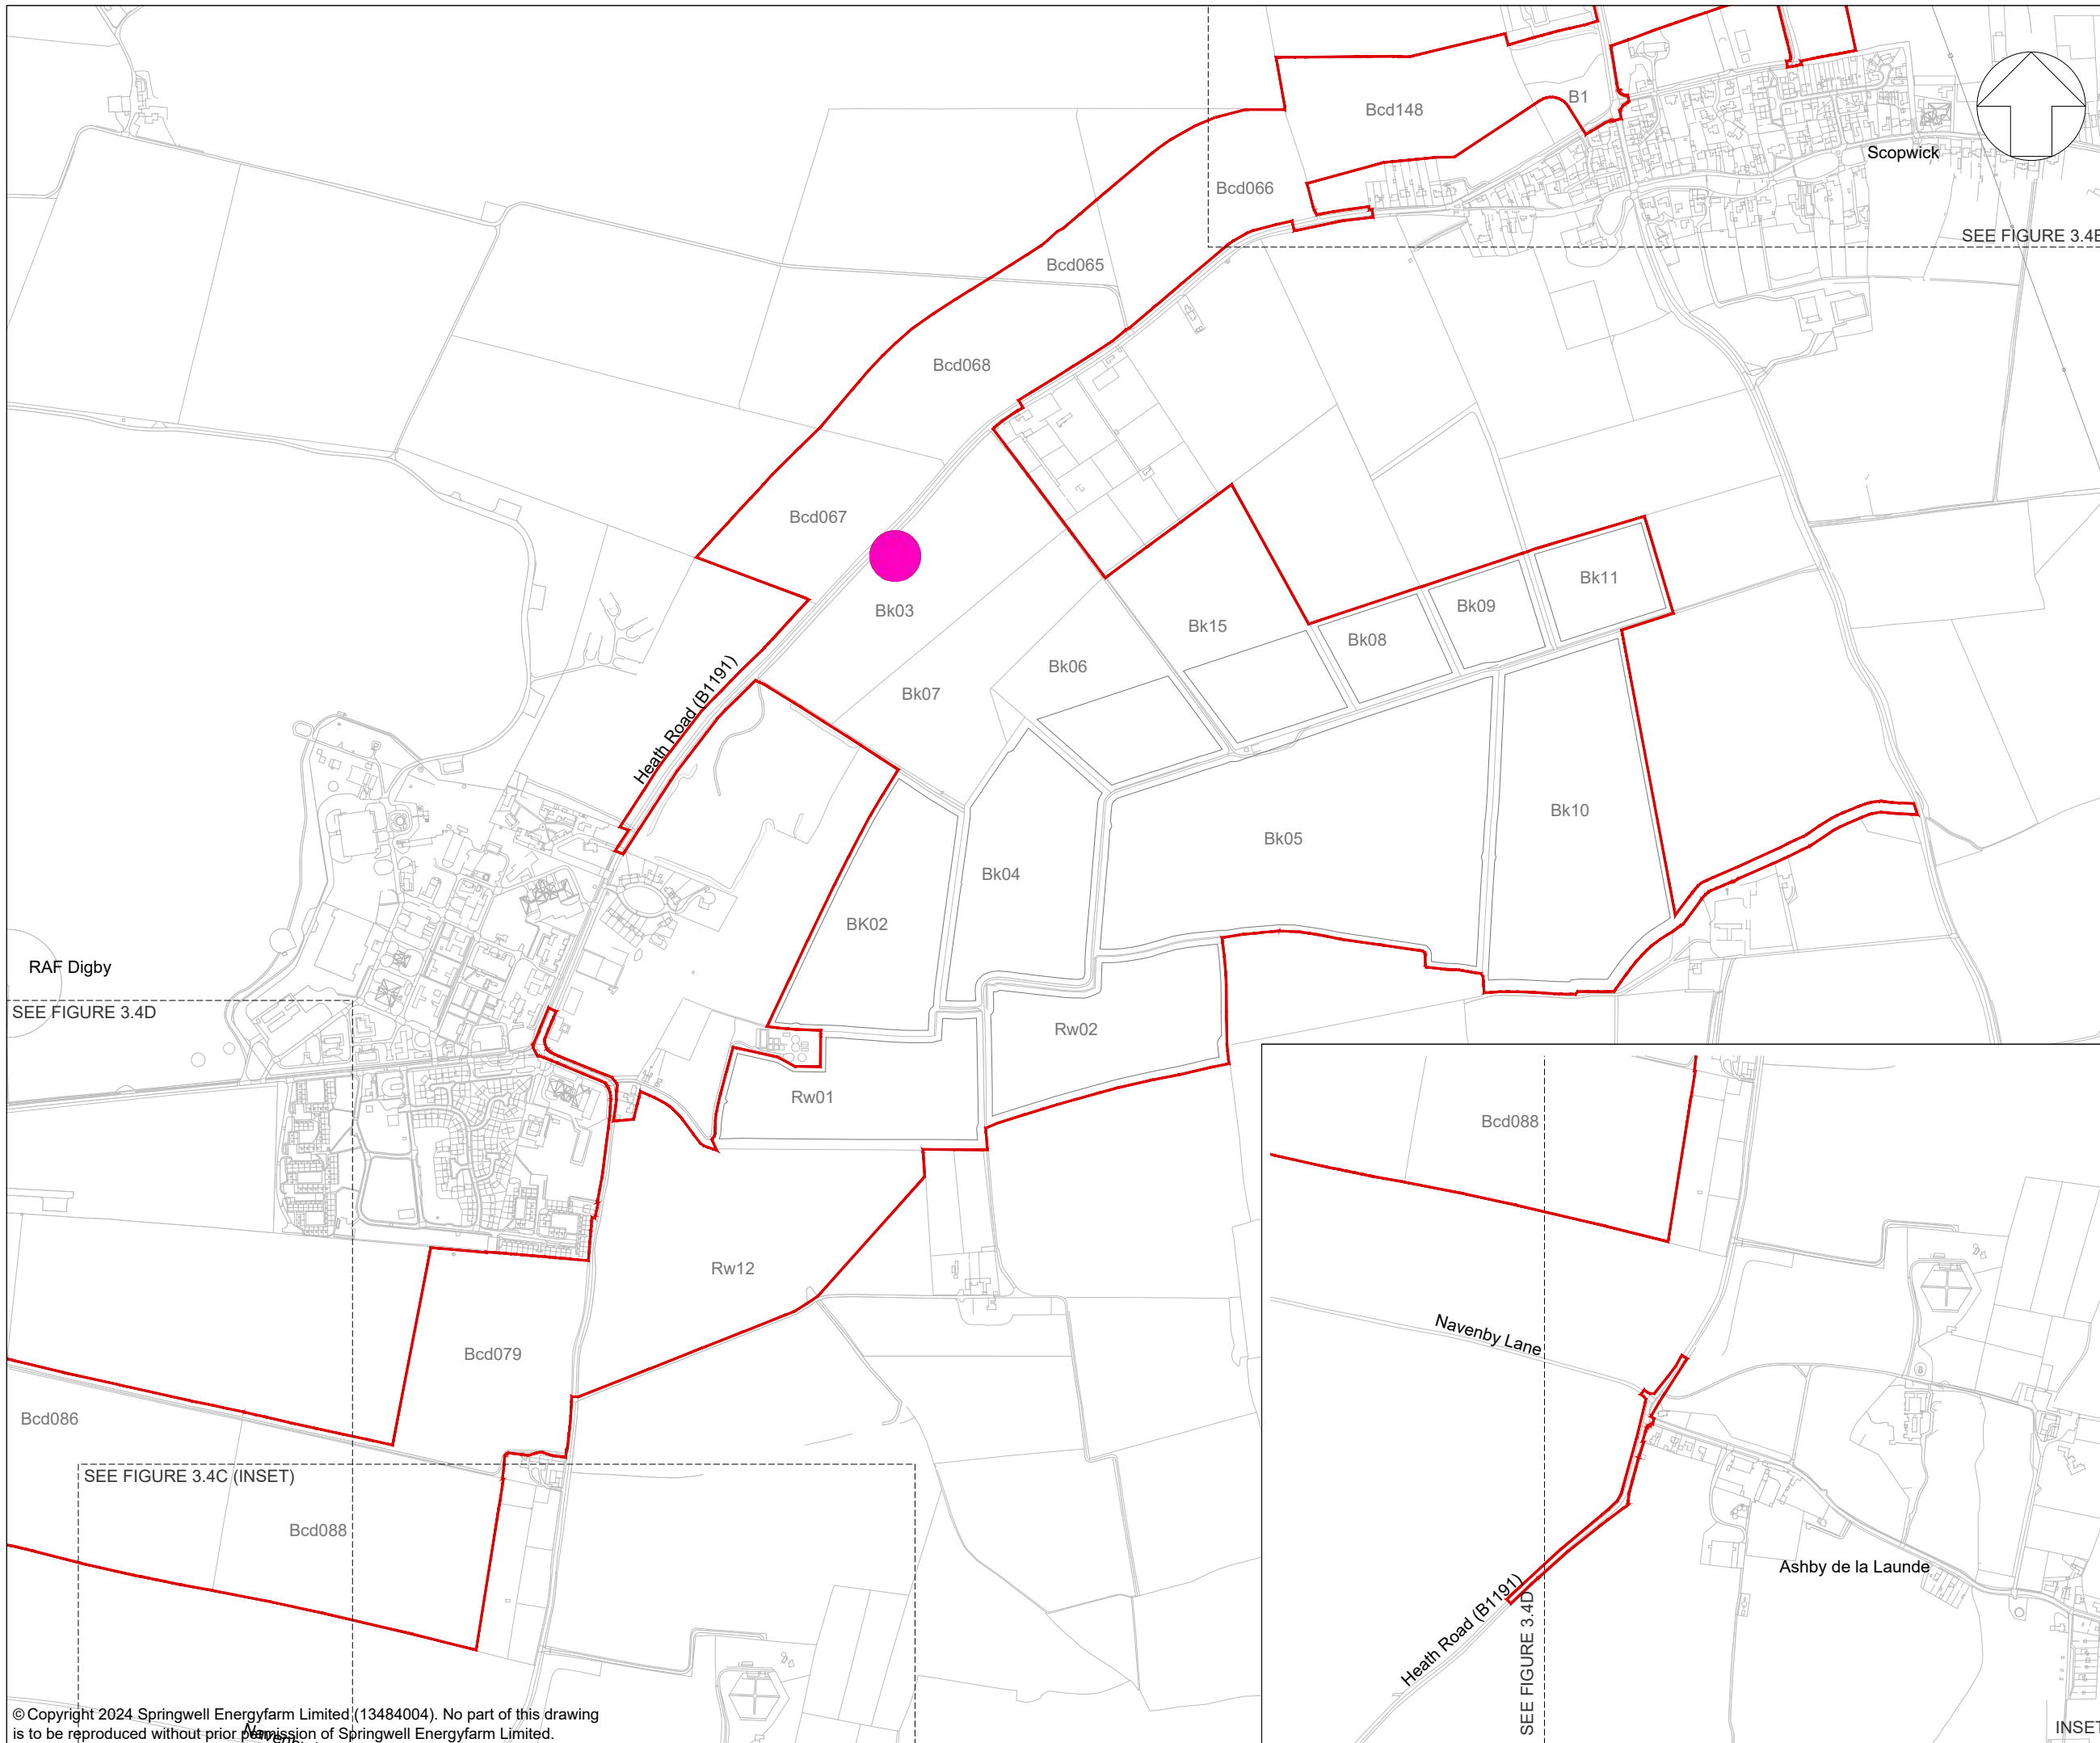 Bcd148
B1
Scopwick
Bcd066
SEE FIGURE 3.4E
Bcd065
Bcd068
Bcd067
Bk03
Bk11
Bk09
Bk15
Bk08
Bk06
Bk07
Heath Road (B1191)
Bk10
Bk05
Bk04
BK02
RAF Digby
SEE FIGURE 3.4D
Rw02
Rw01
Bcd088
Rw12
Navenby Lane
Bcd079
Bcd086
SEE FIGURE 3.4C (INSET)
Bcd088
Ashby de la Launde
Heath Road (B1191)
SEE FIGURE 3.4D
© Copyright 2024 Springwell Energyfarm Limited (13484004). No part of this drawing
is to be reproduced without prior permission of Springwell Energyfarm Limited.
INSET